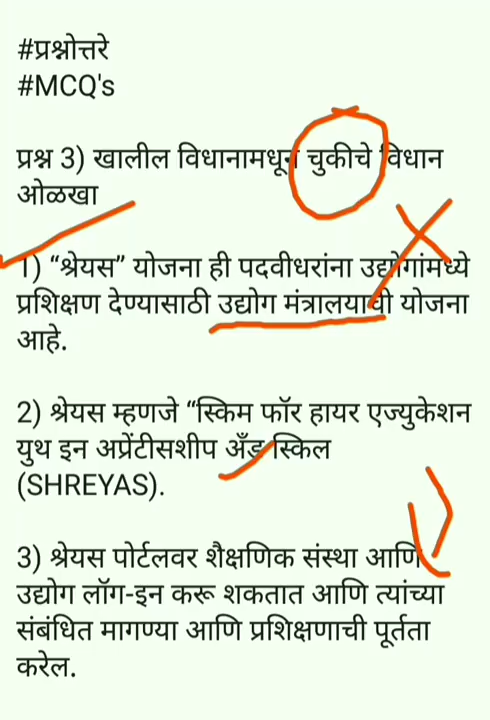 #प्रश्नोत्तरे
#MCQ's
प्रश्न 3) खालील विधानामधून चुकीचे विधान
ओळखा
1) “श्रेयस” योजना ही पदवीधरांना उद्योगांमध्ये
प्रशिक्षण देण्यासाठी उद्योग मंत्रालयाची योजना
आहे.
2) श्रेयस म्हणजे “स्किम फॉर हायर एज्युकेशन
युथ इन अप्रेंटीसशीप अँड स्किल
(SHREYAS).
3) श्रेयस पोर्टलवर शैक्षणिक संस्था आणि
उद्योग लॉग-इन करू शकतात आणि त्यांच्या
संबंधित मागण्या आणि प्रशिक्षणाची पूर्तता
करेल.